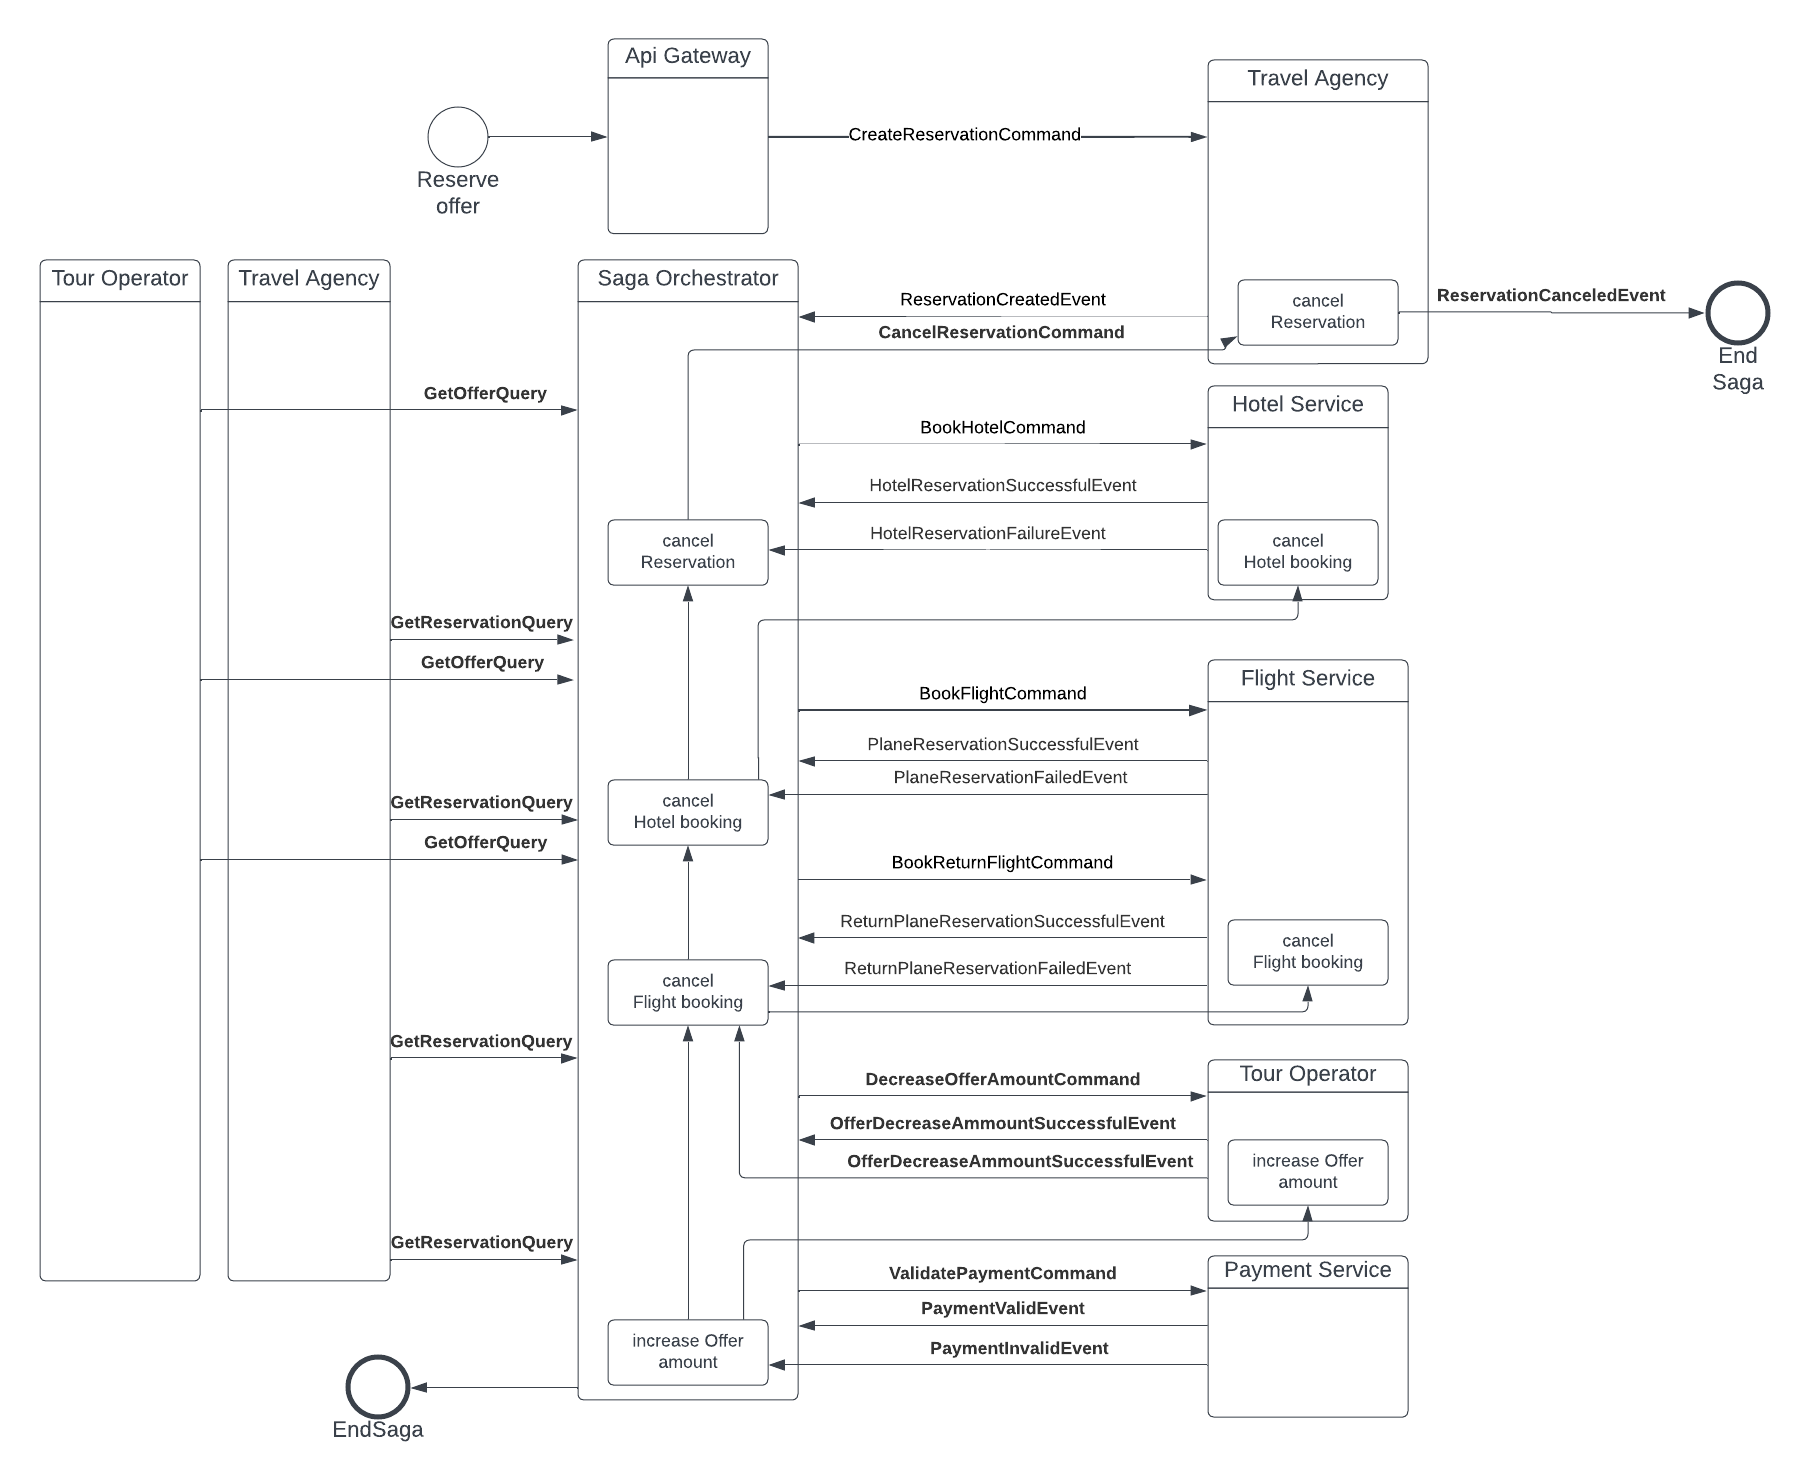 Api Gateway
Travel Agency
CreateReservationCommand
Reserve
offer
Tour Operator
Travel Agency
Saga Orchestrator
ReservationCreatedEvent
cancel
Reservation
ReservationCanceledEvent
CancelReservationCommand
End
Saga
GetOfferQuery
Hotel Service
BookHotelCommand
HotelReservationSuccessfulEvent
cancel
Reservation
HotelReservationFailureEvent
cancel
Hotel booking
GetReservationQuery
GetOfferQuery
Flight Service
BookFlightCommand
PlaneReservationSuccessfulEvent
PlaneReservationFailedEvent
GetReservationQuery
cancel
Hotel booking
GetOfferQuery
BookReturnFlightCommand
ReturnPlaneReservationSuccessfulEvent
cancel
Flight booking
ReturnPlaneReservationFailedEvent
cancel
Flight booking
GetReservationQuery
DecreaseOfferAmountCommand
Tour Operator
OfferDecreaseAmmountSuccessfulEvent
OfferDecreaseAmmountSuccessfulEvent
increase Offer
amount
GetReservationQuery
ValidatePaymentCommand
Payment Service
PaymentValidEvent
increase Offer
amount
PaymentInvalidEvent
EndSaga